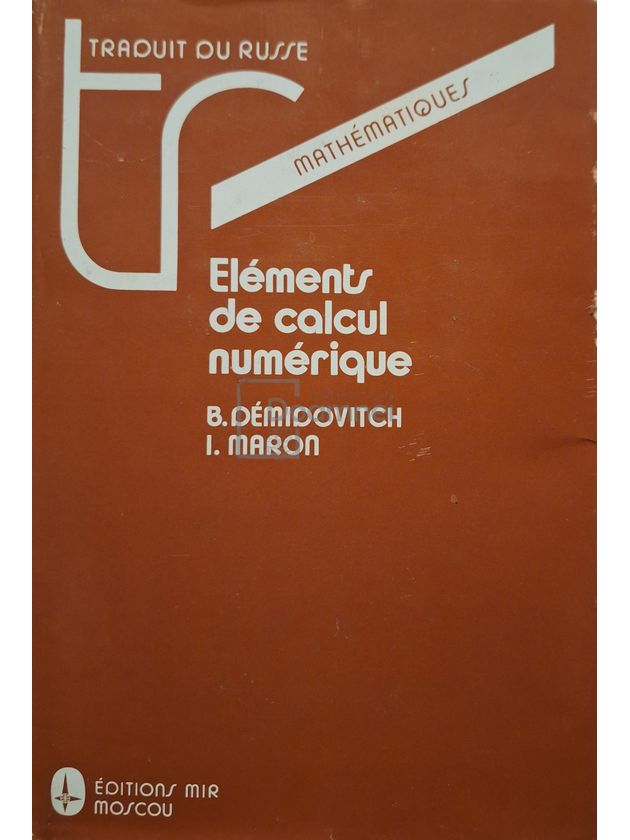 TRADUIT DU RUSSE
MATHÉMATIQUES
Eléments
de calcul
numérique
B. DÉMIDOVITCH
I. MARON
ÉDITIONS MIR
MOSCOU